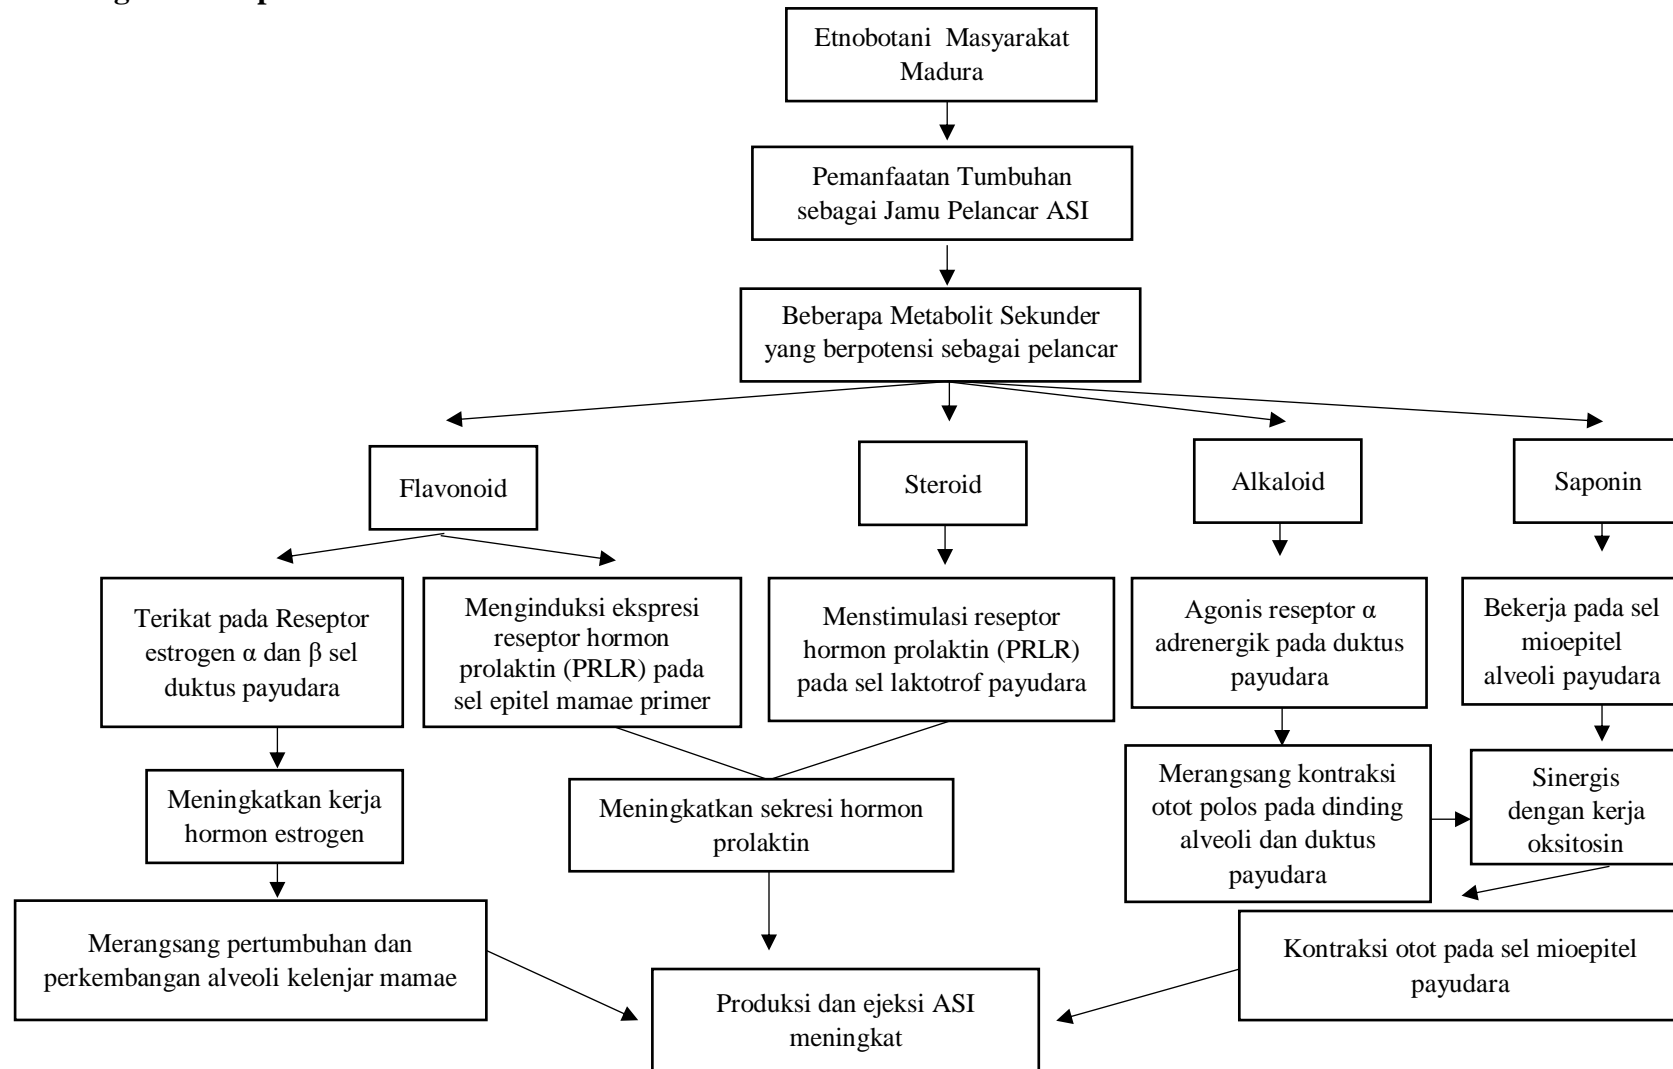 Etnobotani Masyarakat
Madura
Pemanfaatan Tumbuhan
sebagai Jamu Pelancar ASI
Beberapa Metabolit Sekunder
yang berpotensi sebagai pelancar
Flavonoid
Steroid
Alkaloid
Saponin
Terikat pada Reseptor
estrogen α dan β sel
duktus payudara
Menginduksi ekspresi
reseptor hormon
prolaktin (PRLR) pada
sel epitel mamae primer
Menstimulasi reseptor
hormon prolaktin (PRLR)
pada sel laktotrof payudara
Agonis reseptor α
adrenergik pada duktus
payudara
Bekerja pada sel
mioepitel
alveoli payudara
Meningkatkan kerja
hormon estrogen
Meningkatkan sekresi hormon
prolaktin
Merangsang kontraksi
otot polos pada dinding
alveoli dan duktus
payudara
Sinergis
dengan kerja
oksitosin
Merangsang pertumbuhan dan
perkembangan alveoli kelenjar mamae
Kontraksi otot pada sel mioepitel
payudara
Produksi dan ejeksi ASI
meningkat